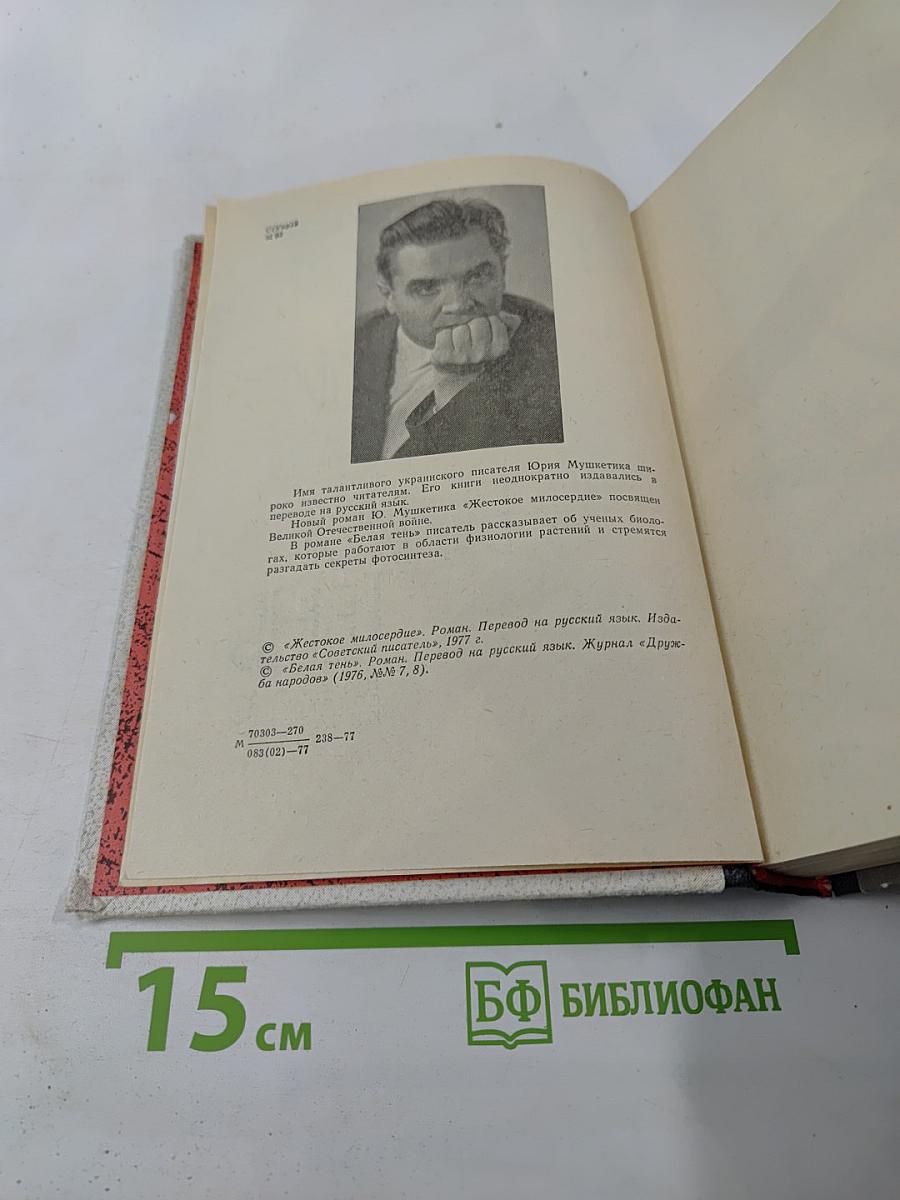 Имя талантливого украинского писателя Юрия Мушкетика ши-
роко известно читателям. Его книги неоднократно издавались в
переводе на русский язык.
Новый роман Ю. Мушкетика «Жестокое милосердие» посвящен
Великой Отечественной войне.
В романе «Белая тень» писатель рассказывает об ученых биоло-
гах, которые работают в области физиологии растений и стремятся
разгадать секреты фотосинтеза.
© «Жестокое милосердие». Роман. Перевод на русский язык. Изда-
тельство «Советский писатель», 1977 г.
© «Белая тень». Роман. Перевод на русский язык. Журнал «Друж-
ба народов» (1976, №№ 7, 8).
70303—270
М 238—77
083(02)—77
15 см
БФ БИБЛИОФАН